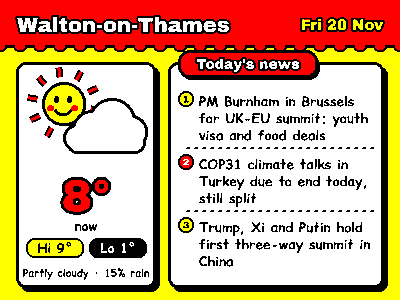 Walton-on-Thames
Fri 20 Nov
8°
now
Hi 9°
Lo 1°
Partly cloudy · 15% rain
Today's news
1 PM Burnham in Brussels
for UK-EU summit: youth
visa and food deals
2 COP31 climate talks in
Turkey due to end today,
still split
3 Trump, Xi and Putin hold
first three-way summit in
China